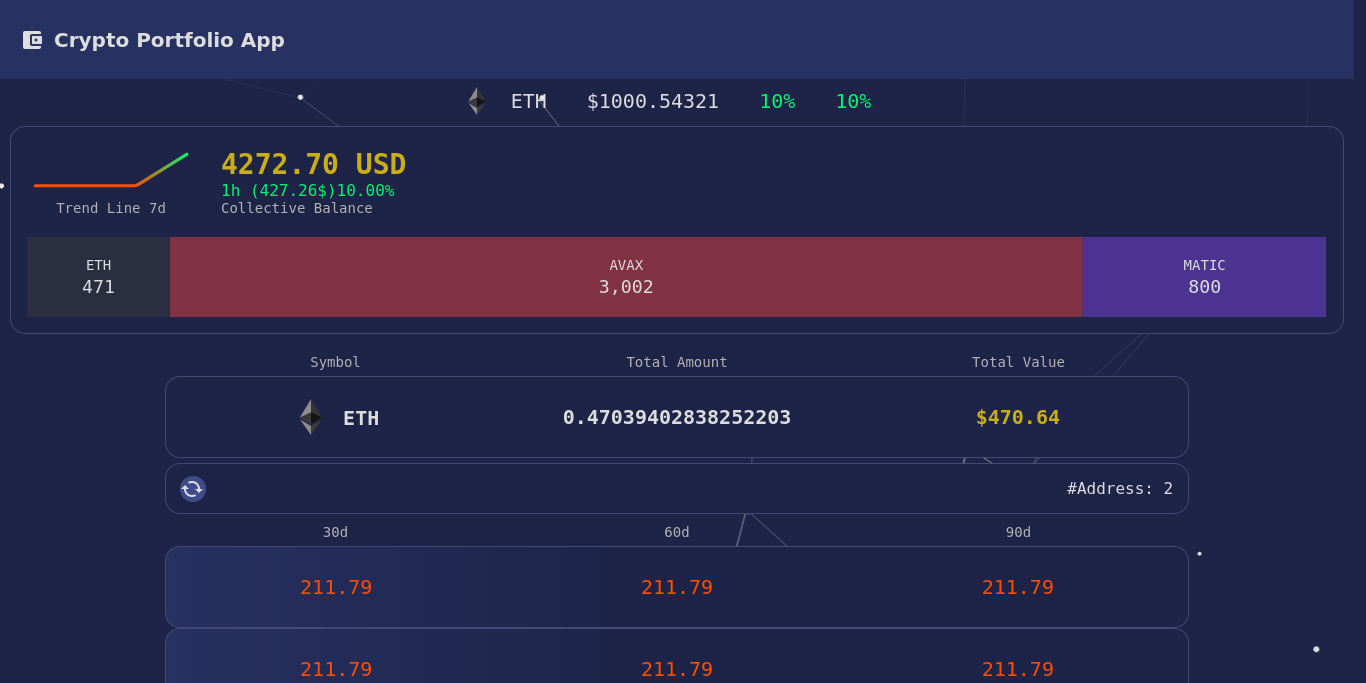 Crypto Portfolio App
ETH $1000.54321 10% 10%
4272.70 USD
1h (427.26$)10.00%
Trend Line 7d
Collective Balance
ETH AVAX MATIC
471 3,002 800
Symbol Total Amount Total Value
ETH 0.47039402838252203 $470.64
#Address: 2
30d 60d 90d
211.79 211.79 211.79
211.79 211.79 211.79